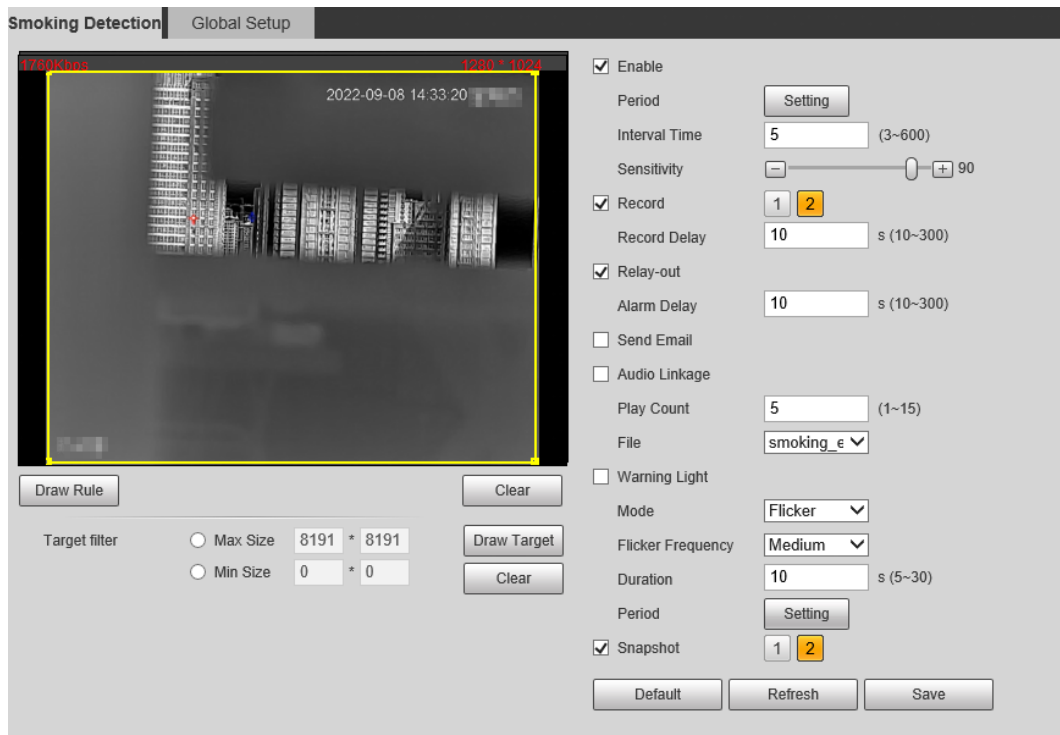 Smoking Detection Global Setup
1760Kbps 1280 * 1024
2022-09-08 14:33:20
Draw Rule Clear
Target filter Max Size 8191 * 8191 Draw Target
Min Size 0 * 0 Clear
Enable
Period Setting
Interval Time 5 (3~600)
Sensitivity − + 90
Record 1 2
Record Delay 10 s (10~300)
Relay-out
Alarm Delay 10 s (10~300)
Send Email
Audio Linkage
Play Count 5 (1~15)
File smoking_e
Warning Light
Mode Flicker
Flicker Frequency Medium
Duration 10 s (5~30)
Period Setting
Snapshot 1 2
Default Refresh Save